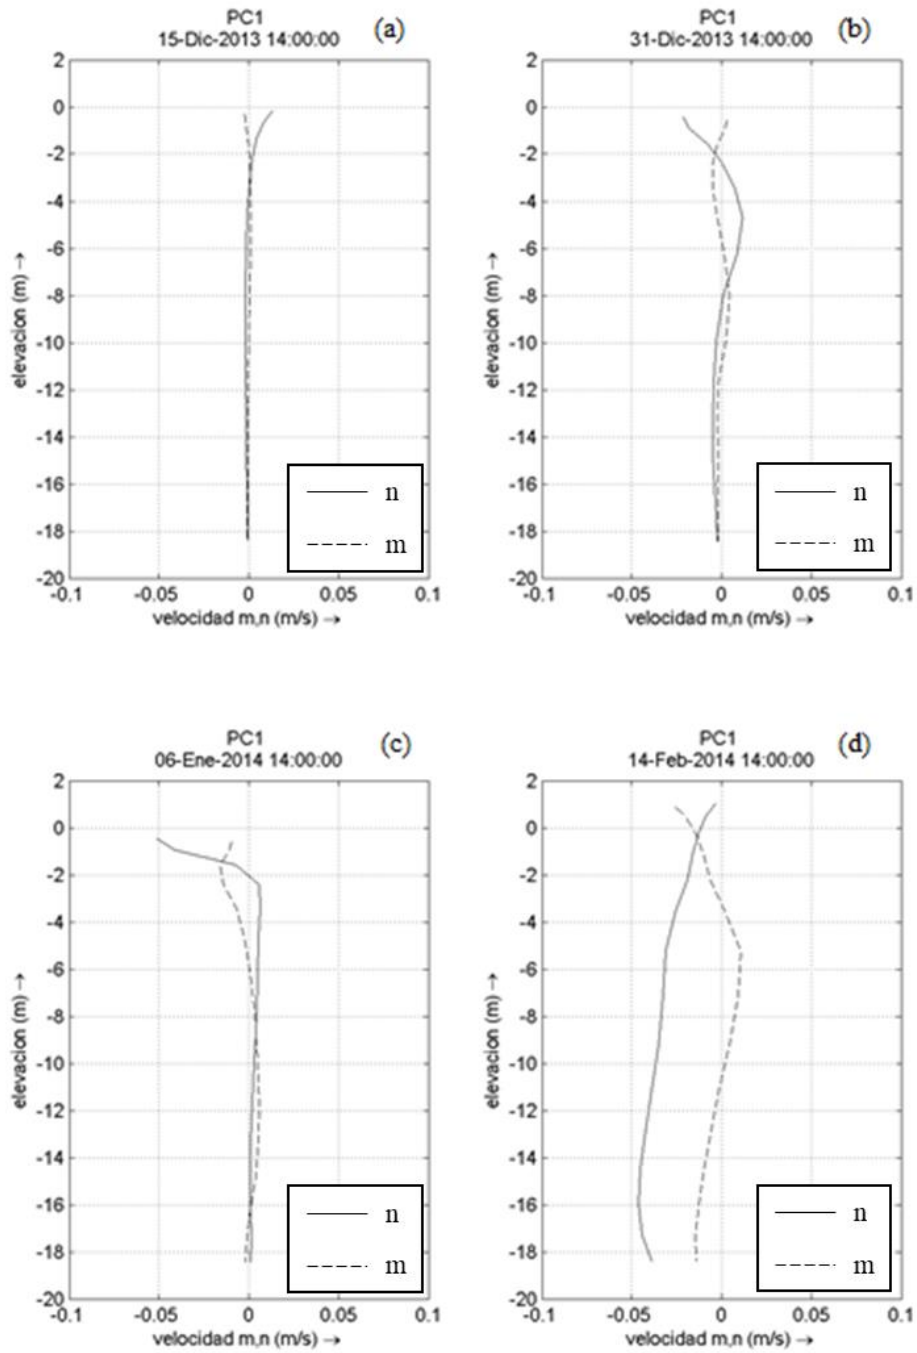 PC1
15-Dic-2013 14:00:00
(a)
2
0
-2
-4
-6
-8
-10
-12
-14
-16
-18
-20
elevacion (m) →
-0.1 -0.05 0 0.05 0.1
velocidad m,n (m/s) →
n
m
PC1
31-Dic-2013 14:00:00
(b)
2
0
-2
-4
-6
-8
-10
-12
-14
-16
-18
-20
elevacion (m) →
-0.1 -0.05 0 0.05 0.1
velocidad m,n (m/s) →
n
m
PC1
06-Ene-2014 14:00:00
(c)
2
0
-2
-4
-6
-8
-10
-12
-14
-16
-18
-20
elevacion (m) →
-0.1 -0.05 0 0.05 0.1
velocidad m,n (m/s) →
n
m
PC1
14-Feb-2014 14:00:00
(d)
2
0
-2
-4
-6
-8
-10
-12
-14
-16
-18
-20
elevacion (m) →
-0.1 -0.05 0 0.05 0.1
velocidad m,n (m/s) →
n
m